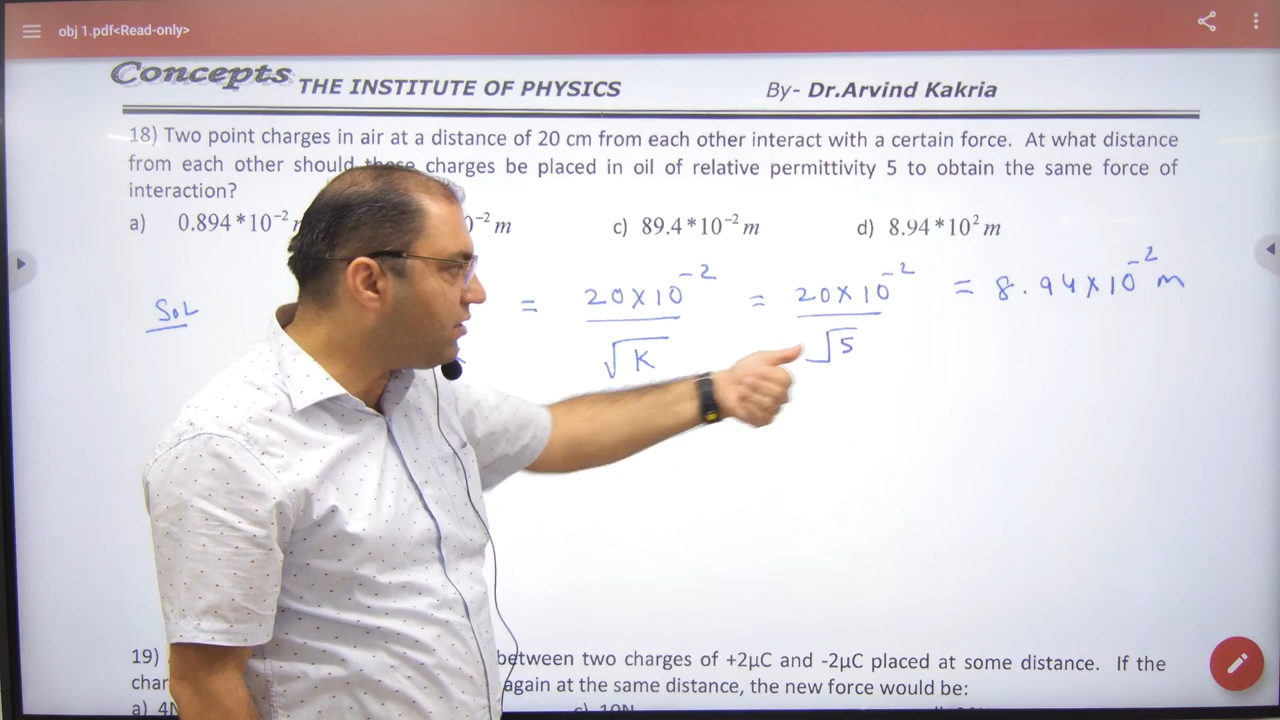 obj 1.pdf<Read-only>
Concepts THE INSTITUTE OF PHYSICS By- Dr.Arvind Kakria
18) Two point charges in air at a distance of 20 cm from each other interact with a certain force. At what distance
from each other should these charges be placed in oil of relative permittivity 5 to obtain the same force of
interaction?
a) 0.894*10⁻² ⁻² m c) 89.4*10⁻² m d) 8.94*10² m
Sol = 20×10⁻² / √K = 20×10⁻² / √5 = 8.94×10⁻² m
19) between two charges of +2μC and -2μC placed at some distance. If the
again at the same distance, the new force would be:
a) 4N c) 10N